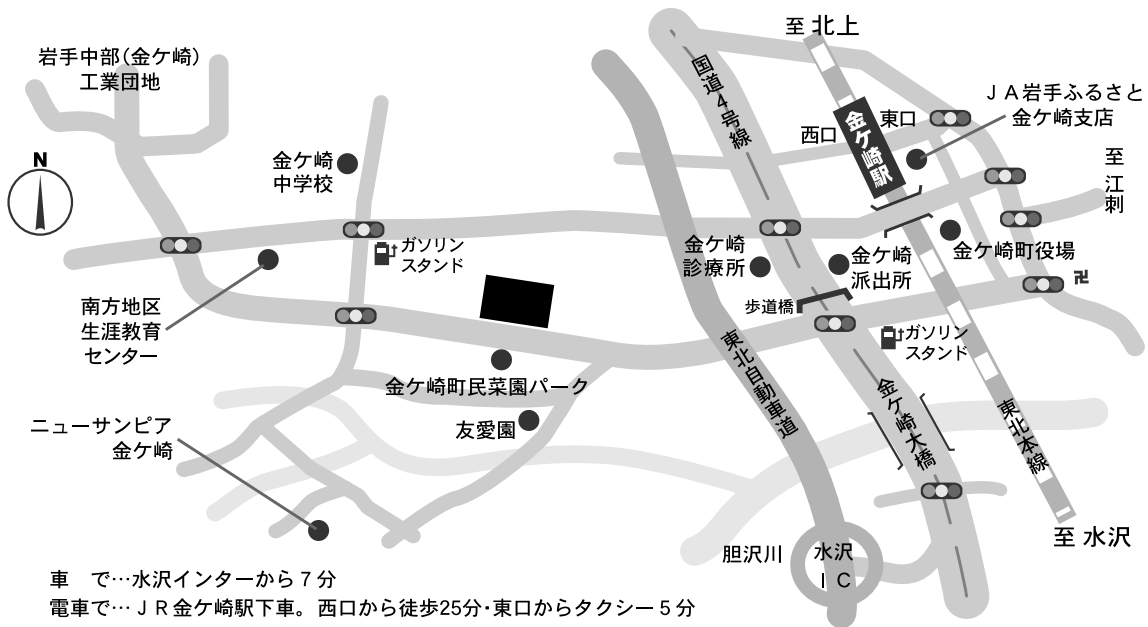 至 北上
岩手中部(金ケ崎)
工業団地
国道4号線
JA岩手ふるさと
金ケ崎支店
東口
西口
金ケ崎駅
至 江刺
N
金ケ崎
中学校
ガソリン
スタンド
金ケ崎
診療所
金ケ崎
派出所
金ケ崎町役場
卍
南方地区
生涯教育
センター
歩道橋
ガソリン
スタンド
東北自動車道
金ケ崎町民菜園パーク
金ケ崎大橋
東北本線
友愛園
ニューサンピア
金ケ崎
至 水沢
胆沢川
水沢
IC
車 で…水沢インターから7分
電車で…JR金ケ崎駅下車。西口から徒歩25分・東口からタクシー5分